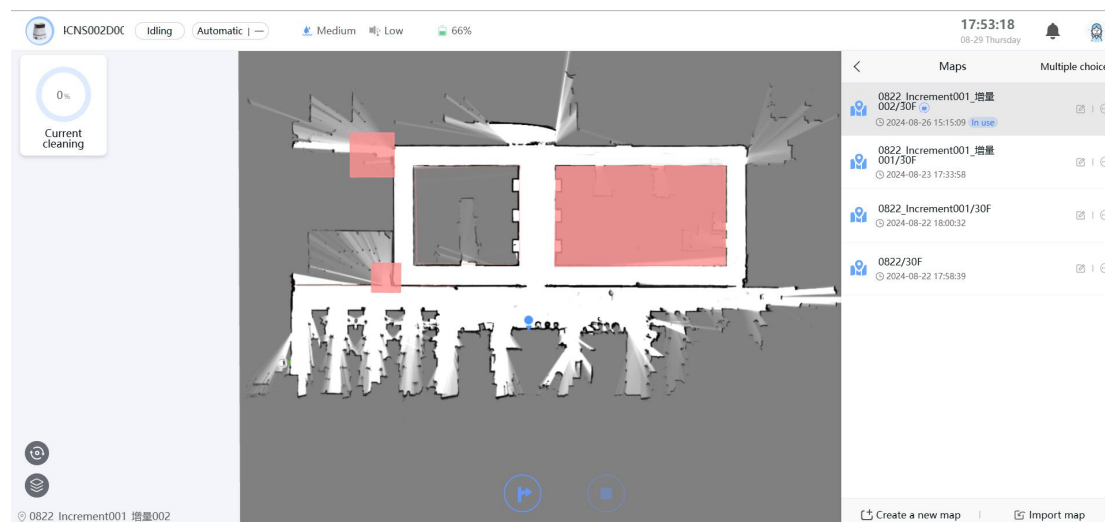 ICNS002D0(
Idling
Automatic | —
Medium
Low
66%
17:53:18
08-29 Thursday
0%
Current
cleaning
Maps
Multiple choice
0822_Increment001_增量
002/30F
2024-08-26 15:15:09 In use
0822_Increment001_增量
001/30F
2024-08-23 17:33:58
0822_Increment001/30F
2024-08-22 18:00:32
0822/30F
2024-08-22 17:58:39
0822_Increment001_增量002
Create a new map
Import map